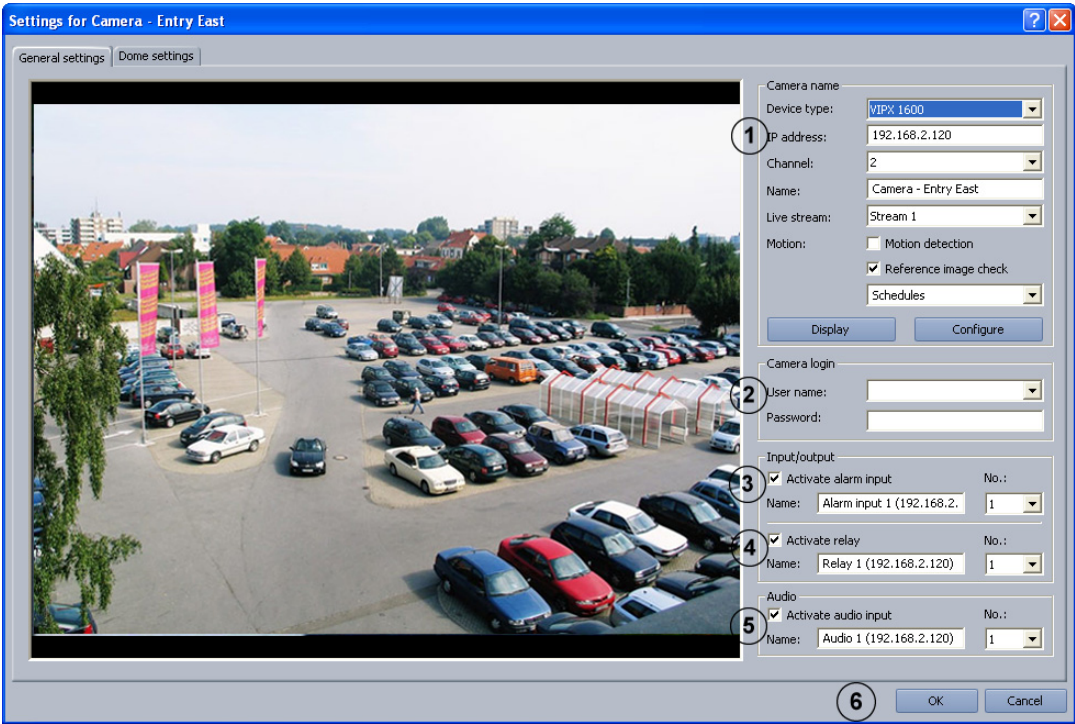 Settings for Camera - Entry East
General settings
Dome settings
Camera name
Device type: VIPX 1600
1
IP address: 192.168.2.120
Channel: 2
Name: Camera - Entry East
Live stream: Stream 1
Motion: Motion detection
Reference image check
Schedules
Display
Configure
Camera login
2
User name:
Password:
Input/output
3
Activate alarm input No.:
Name: Alarm input 1 (192.168.2. 1
4
Activate relay No.:
Name: Relay 1 (192.168.2.120) 1
Audio
5
Activate audio input No.:
Name: Audio 1 (192.168.2.120) 1
6
OK
Cancel